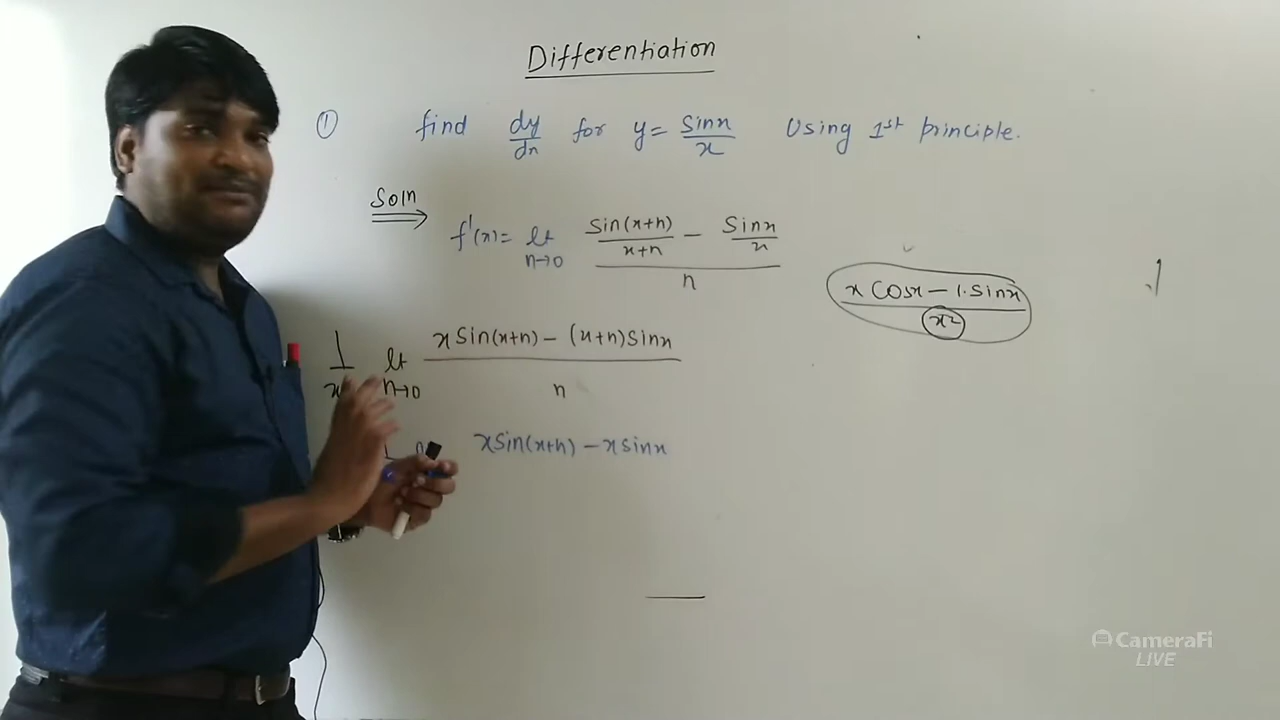 Differentiation
① find dy/dx for y= sinx/x Using 1st principle.
Soln
f'(x)= lt h→0 (sin(x+h)/(x+h) − sinx/x)/h
x Cosx − 1.sinx / x²
lt h→0 (x sin(x+h) − (x+h)sinx)/h
x sin(x+h) − x sinx
CameraFi
LIVE